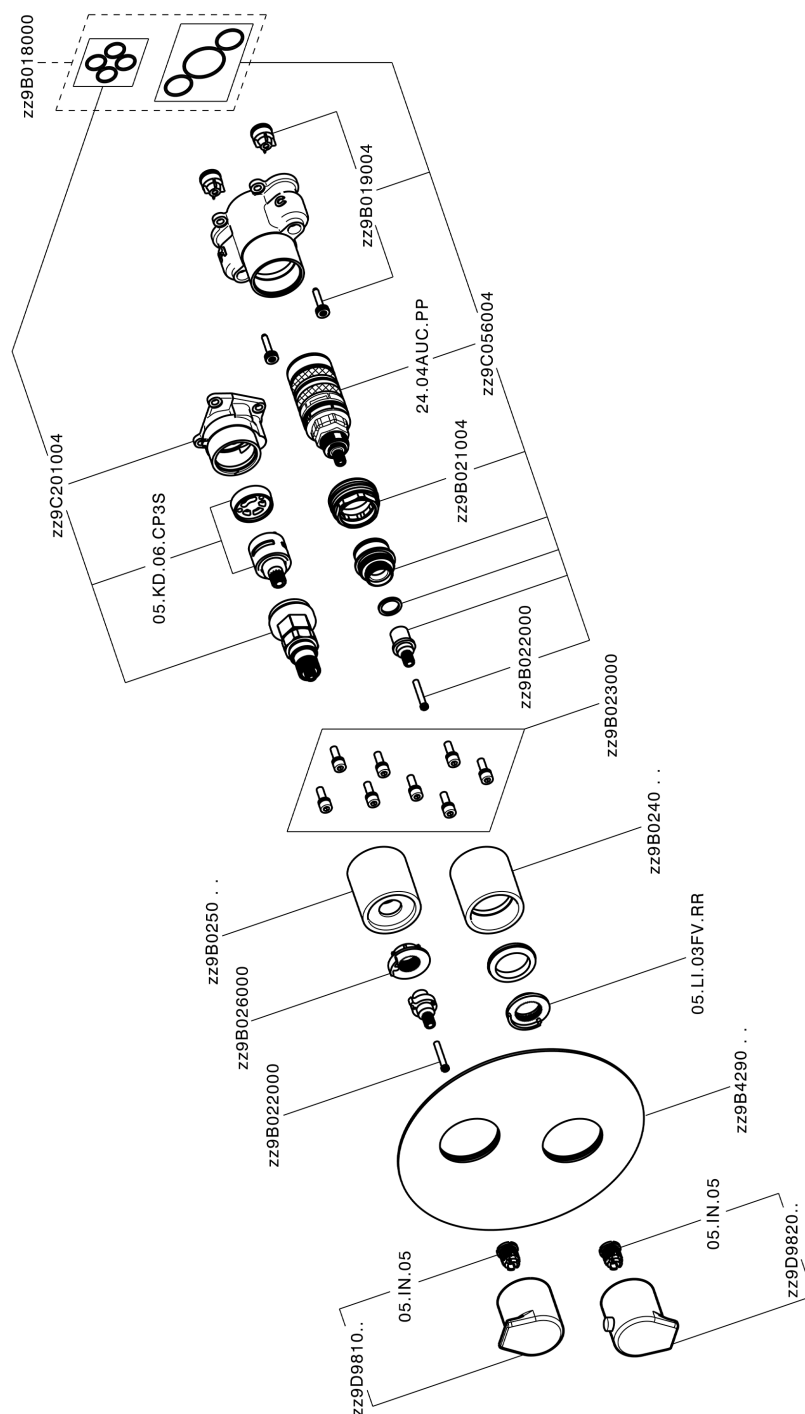 zz9B018000
zz9B019004
24.04AUC.PP
zz9C056004
zz9C201004
05.KD.06.CP3S
zz9B021004
zz9B022000
zz9B023000
zz9B0240 . .
zz9B0250 . .
zz9B026000
05.LI.03FV.RR
zz9B022000
zz9B4290 . .
05.IN.05
05.IN.05
zz9D9820..
zz9D9810..